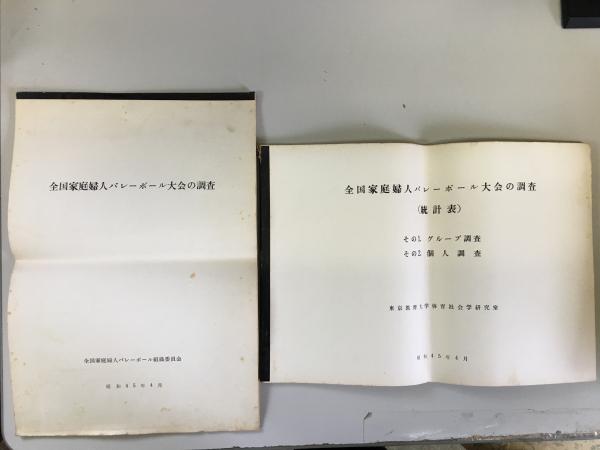 全国家庭婦人バレーボール大会の調査
全国家庭婦人バレーボール組織委員会
昭和45年4月
全国家庭婦人バレーボール大会の調査
(統計表)
その1. グループ調査
その2. 個人調査
東京教育大学体育社会学研究室
昭和45年4月